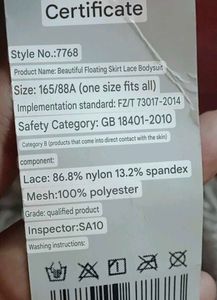 Certificate
Style No.:7768
Product Name: Beautiful Floating Skirt Lace Bodysuit
Size: 165/88A (one size fits all)
Implementation standard: FZ/T 73017-2014
Safety Category: GB 18401-2010
Category B (products that come into direct contact with the skin)
component:
Lace: 86.8% nylon 13.2% spandex
Mesh:100% polyester
Grade: qualified product
Inspector:SA10
Washing instructions: